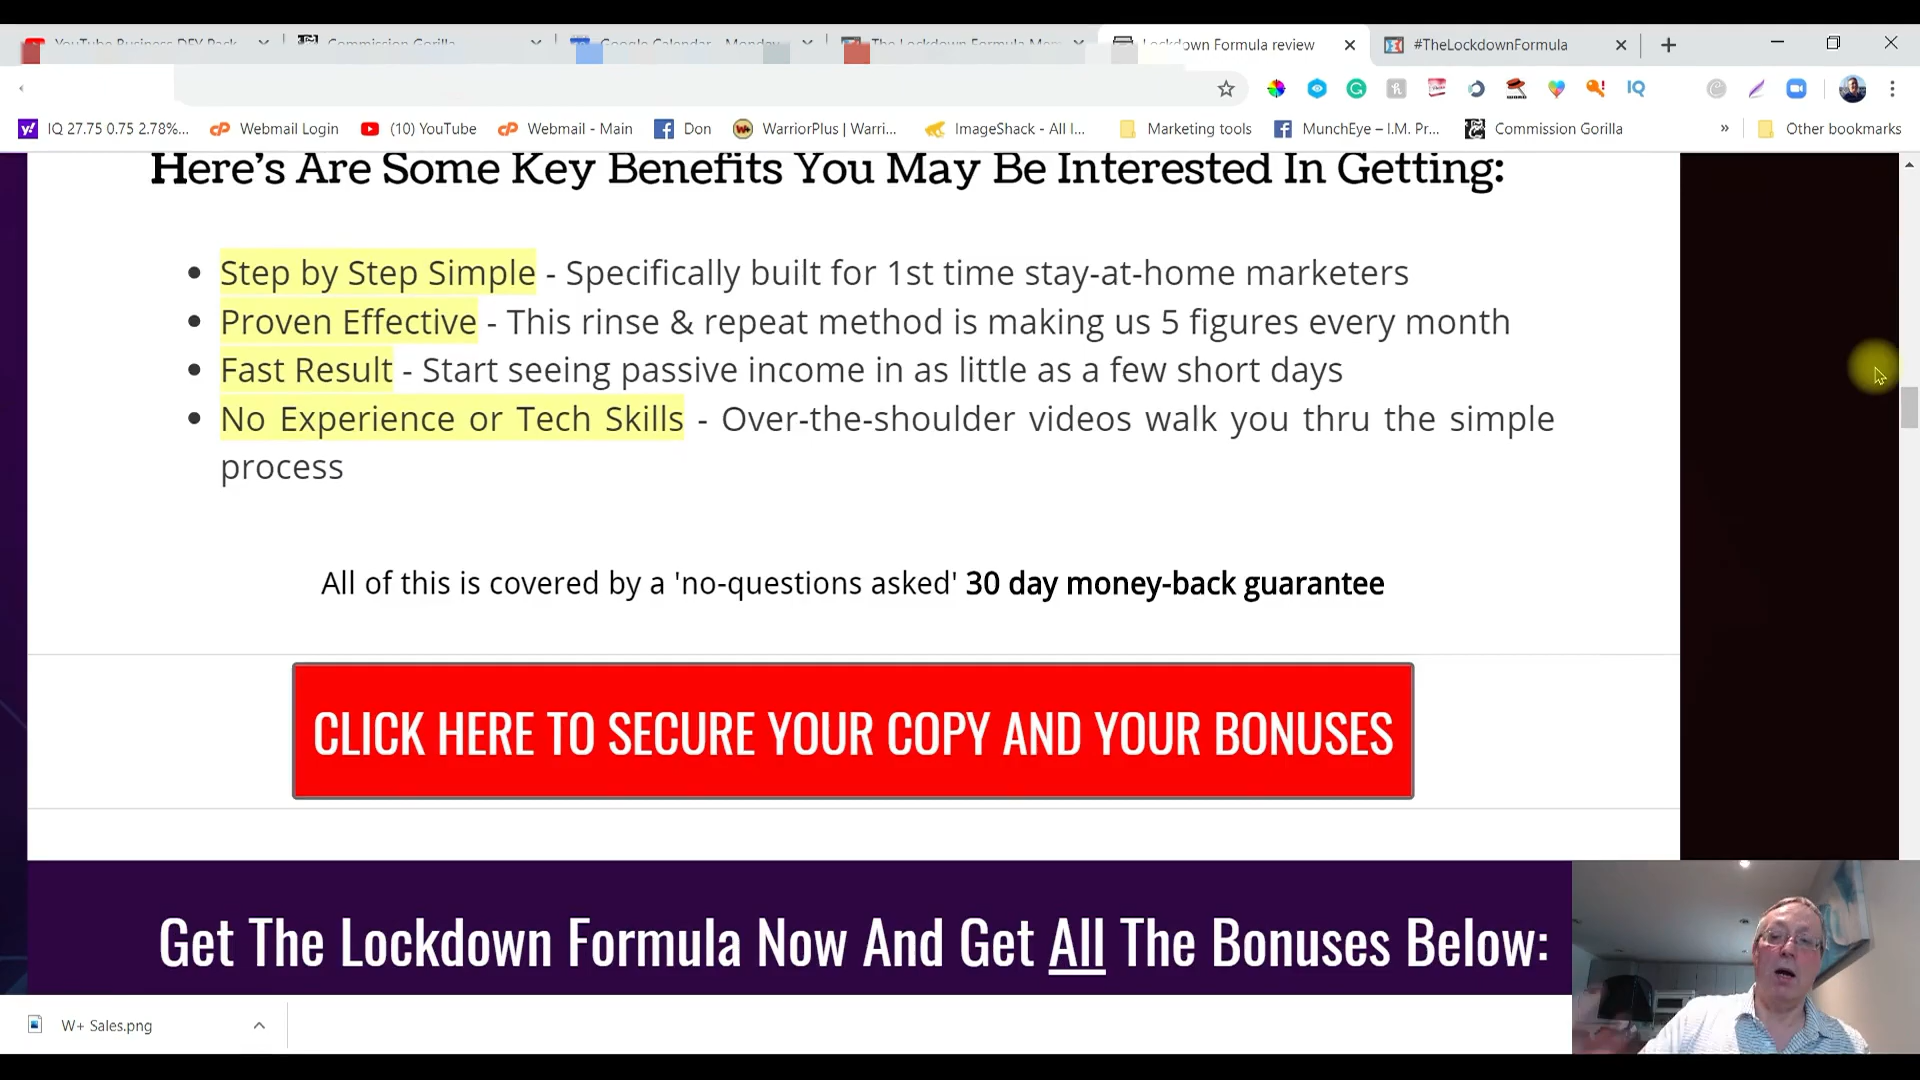 Lockdown Formula review
#TheLockdownFormula
IQ 27.75 0.75 2.78%...
Webmail Login
(10) YouTube
Webmail - Main
Don
WarriorPlus | Warri...
ImageShack - All I...
Marketing tools
MunchEye – I.M. Pr...
Commission Gorilla
»
Other bookmarks
Here's Are Some Key Benefits You May Be Interested In Getting:
• Step by Step Simple - Specifically built for 1st time stay-at-home marketers
• Proven Effective - This rinse & repeat method is making us 5 figures every month
• Fast Result - Start seeing passive income in as little as a few short days
• No Experience or Tech Skills - Over-the-shoulder videos walk you thru the simple
process
All of this is covered by a 'no-questions asked' 30 day money-back guarantee
CLICK HERE TO SECURE YOUR COPY AND YOUR BONUSES
Get The Lockdown Formula Now And Get All The Bonuses Below:
W+ Sales.png